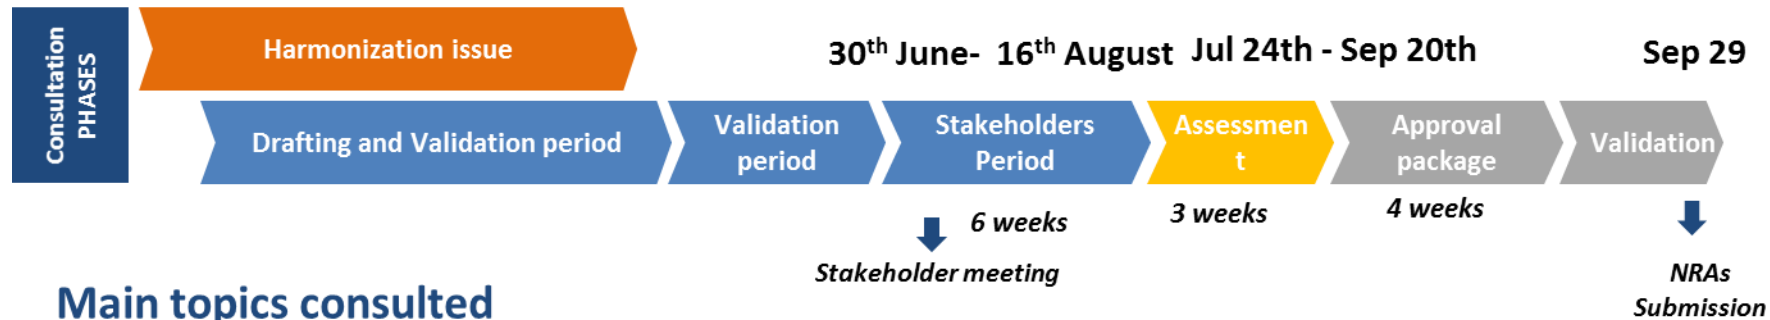 Consultation
PHASES
Harmonization issue
30th June- 16th August Jul 24th - Sep 20th
Sep 29
Drafting and Validation period
Validation
period
Stakeholders
Period
Assessmen
t
Approval
package
Validation
6 weeks
3 weeks
4 weeks
Stakeholder meeting
NRAs
Submission
Main topics consulted